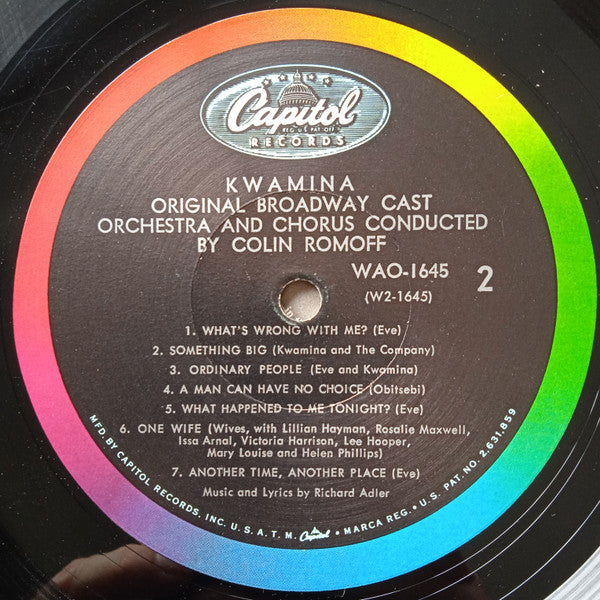 Capitol
REG. U.S. PAT. OFF.
RECORDS
KWAMINA
ORIGINAL BROADWAY CAST
ORCHESTRA AND CHORUS CONDUCTED
BY COLIN ROMOFF
WAO-1645
(W2-1645)
2
1. WHAT'S WRONG WITH ME? (Eve)
2. SOMETHING BIG (Kwamina and The Company)
3. ORDINARY PEOPLE (Eve and Kwamina)
4. A MAN CAN HAVE NO CHOICE (Obitsebi)
5. WHAT HAPPENED TO ME TONIGHT? (Eve)
6. ONE WIFE (Wives, with Lillian Hayman, Rosalie Maxwell,
Issa Arnal, Victoria Harrison, Lee Hooper,
Mary Louise and Helen Phillips)
7. ANOTHER TIME, ANOTHER PLACE (Eve)
Music and Lyrics by Richard Adler
MFD. BY CAPITOL RECORDS, INC. U.S.A. T.M. Capitol • MARCA REG. • U.S. PAT. NO. 2,631,859